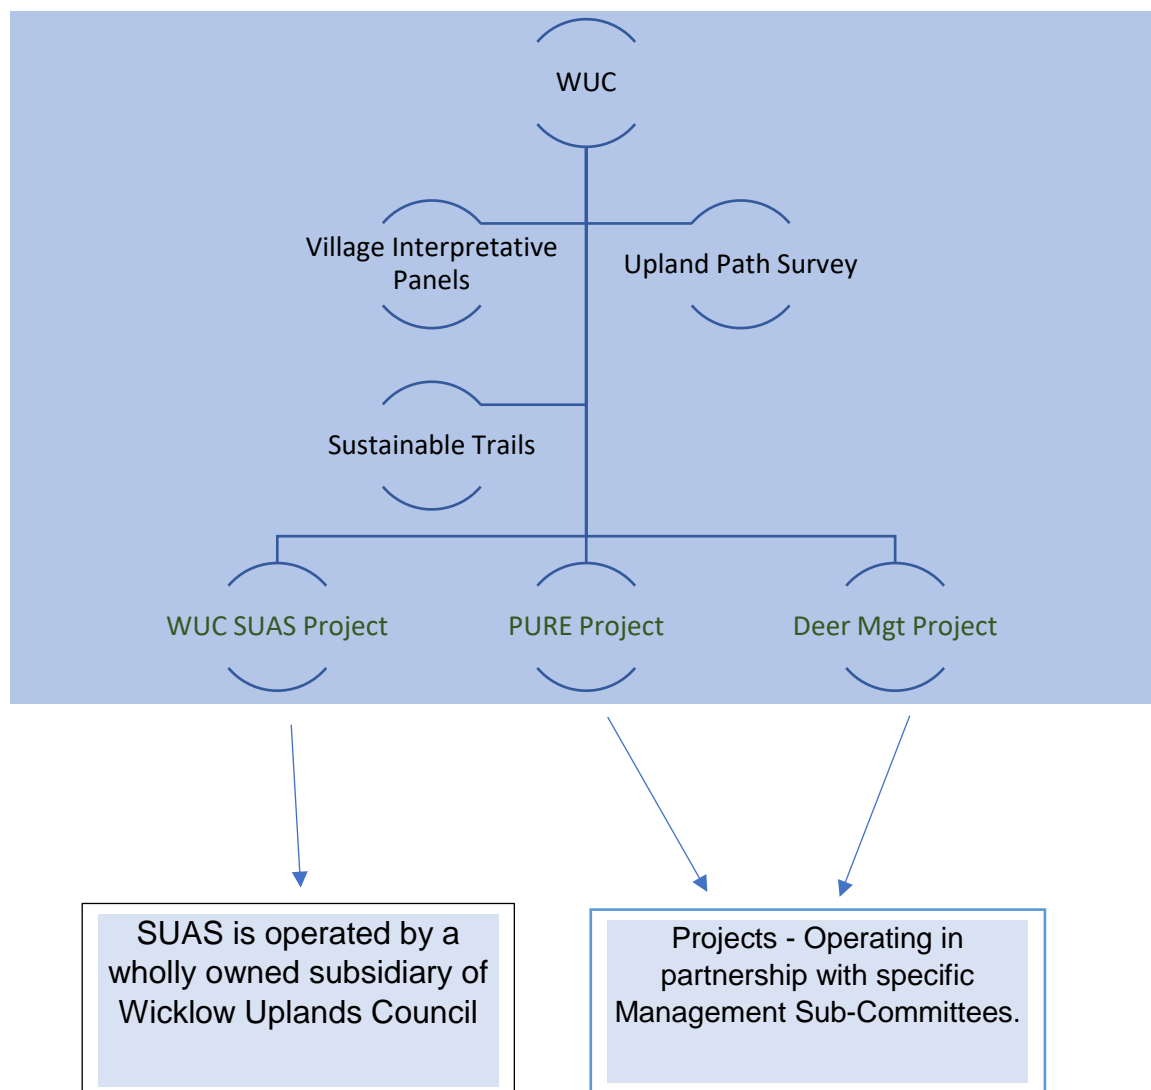 WUC
Village Interpretative
Panels
Upland Path Survey
Sustainable Trails
WUC SUAS Project
PURE Project
Deer Mgt Project
SUAS is operated by a
wholly owned subsidiary of
Wicklow Uplands Council
Projects - Operating in
partnership with specific
Management Sub-Committees.